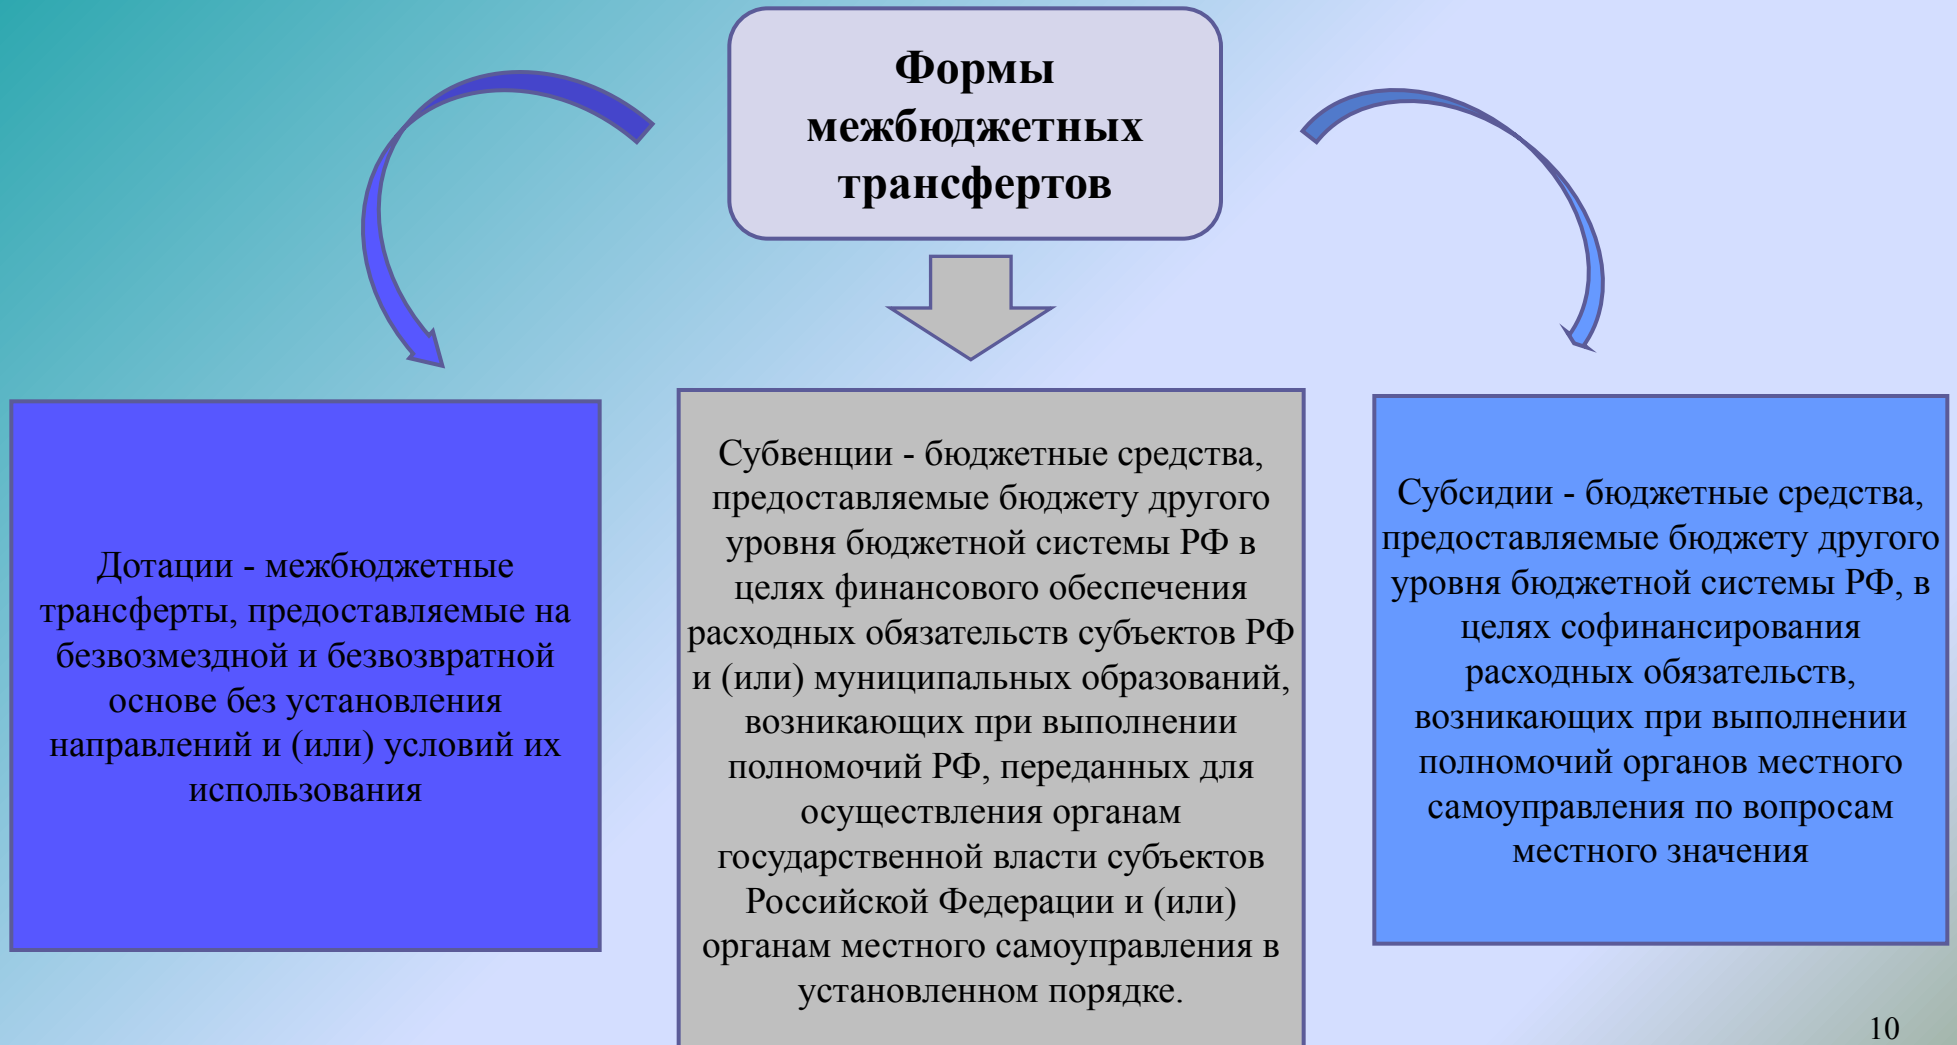 Формы
межбюджетных
трансфертов
Дотации - межбюджетные
трансферты, предоставляемые на
безвозмездной и безвозвратной
основе без установления
направлений и (или) условий их
использования
Субвенции - бюджетные средства,
предоставляемые бюджету другого
уровня бюджетной системы РФ в
целях финансового обеспечения
расходных обязательств субъектов РФ
и (или) муниципальных образований,
возникающих при выполнении
полномочий РФ, переданных для
осуществления органам
государственной власти субъектов
Российской Федерации и (или)
органам местного самоуправления в
установленном порядке.
Субсидии - бюджетные средства,
предоставляемые бюджету другого
уровня бюджетной системы РФ, в
целях софинансирования
расходных обязательств,
возникающих при выполнении
полномочий органов местного
самоуправления по вопросам
местного значения
10